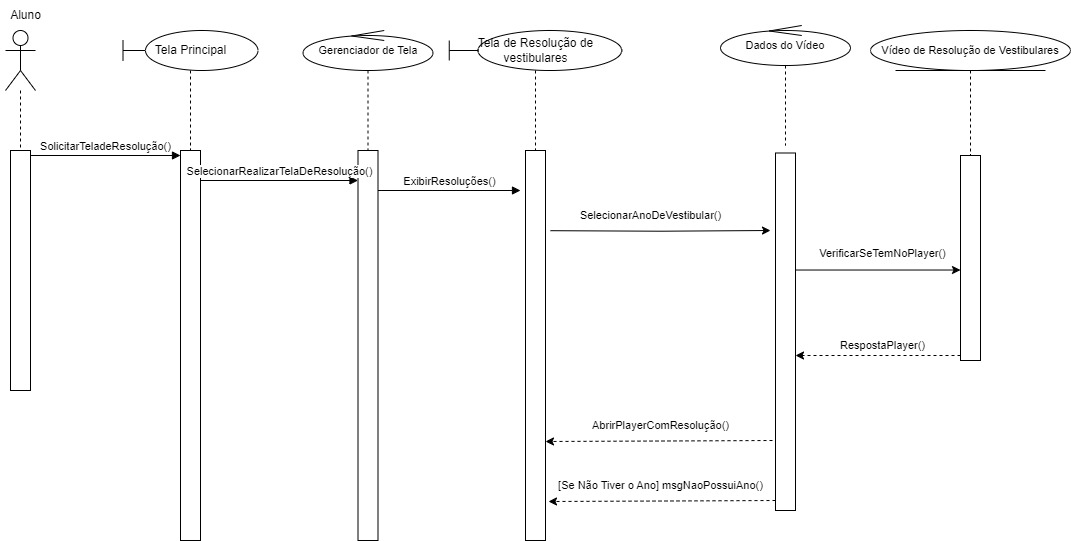 Aluno
Tela Principal
Gerenciador de Tela
Tela de Resolução de
vestibulares
Dados do Vídeo
Vídeo de Resolução de Vestibulares
SolicitarTeladeResolução()
SelecionarRealizarTelaDeResolução()
ExibirResoluções()
SelecionarAnoDeVestibular()
VerificarSeTemNoPlayer()
RespostaPlayer()
AbrirPlayerComResolução()
[Se Não Tiver o Ano] msgNaoPossuiAno()